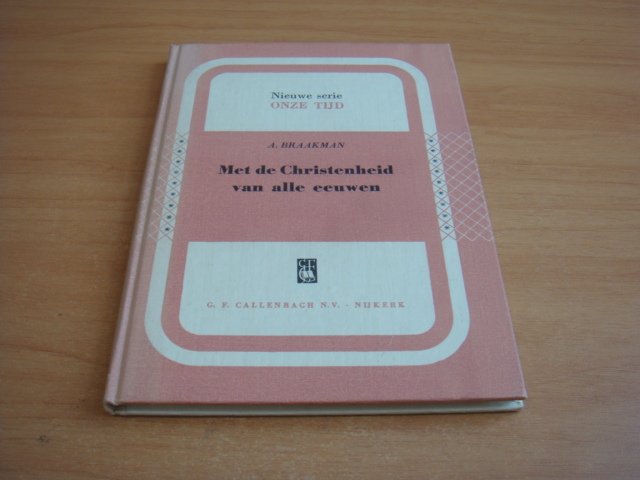 Nieuwe serie
ONZE TIJD
A. BRAAKMAN
Met de Christenheid
van alle eeuwen
G. F. CALLENBACH N.V. - NIJKERK